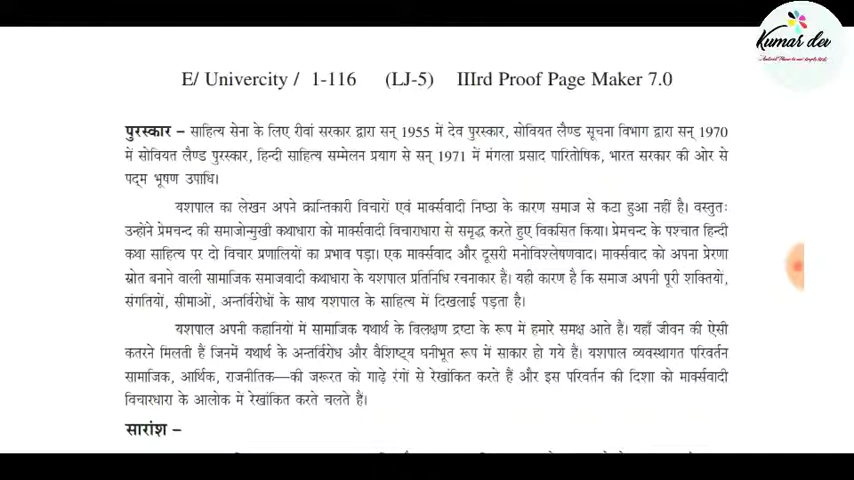 Kumar dev
E/ Univercity / 1-116 (LJ-5) IIIrd Proof Page Maker 7.0
पुरस्कार – साहित्य सेना के लिए रीवां सरकार द्वारा सन् 1955 में देव पुरस्कार, सोवियत लैण्ड सूचना विभाग द्वारा सन् 1970
में सोवियत लैण्ड पुरस्कार, हिन्दी साहित्य सम्मेलन प्रयाग से सन् 1971 में मंगला प्रसाद पारितोषिक, भारत सरकार की ओर से
पद्म भूषण उपाधि।
यशपाल का लेखन अपने क्रान्तिकारी विचारों एवं मार्क्सवादी निष्ठा के कारण समाज से कटा हुआ नहीं है। वस्तुतः
उन्होंने प्रेमचन्द की समाजोन्मुखी कथाधारा को मार्क्सवादी विचाराधारा से समृद्ध करते हुए विकसित किया। प्रेमचन्द के पश्चात हिन्दी
कथा साहित्य पर दो विचार प्रणालियों का प्रभाव पड़ा। एक मार्क्सवाद और दूसरी मनोविश्लेषणवाद। मार्क्सवाद को अपना प्रेरणा
स्रोत बनाने वाली सामाजिक समाजवादी कथाधारा के यशपाल प्रतिनिधि रचनाकार हैं। यही कारण है कि समाज अपनी पूरी शक्तियों,
संगतियों, सीमाओं, अन्तर्विरोधों के साथ यशपाल के साहित्य में दिखलाई पड़ता है।
यशपाल अपनी कहानियों में सामाजिक यथार्थ के विलक्षण द्रष्टा के रूप में हमारे समक्ष आते है। यहाँ जीवन की ऐसी
कतरने मिलती है जिनमें यथार्थ के अन्तर्विरोध और वैशिष्ट्य घनीभूत रूप में साकार हो गये है। यशपाल व्यवस्थागत परिवर्तन
सामाजिक, आर्थिक, राजनीतिक—की जरूरत को गाढ़े रंगों से रेखांकित करते हैं और इस परिवर्तन की दिशा को मार्क्सवादी
विचारधारा के आलोक में रेखांकित करते चलते हैं।
सारांश –